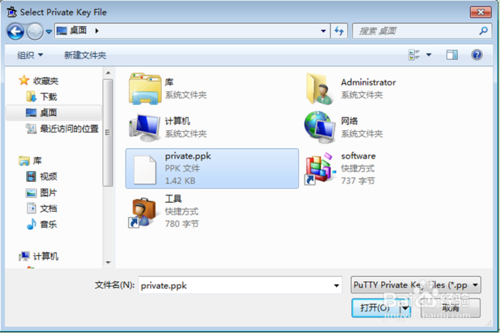 Select Private Key File
桌面
搜索 桌面
组织
新建文件夹
收藏夹
下载
桌面
最近访问的位置
库
视频
图片
文档
音乐
计算机
库
系统文件夹
Administrator
系统文件夹
计算机
系统文件夹
网络
系统文件夹
private.ppk
PPK 文件
1.42 KB
software
快捷方式
737 字节
工具
快捷方式
780 字节
文件名(N):
private.ppk
PuTTY Private Key Files (*.pp
打开(O)
取消